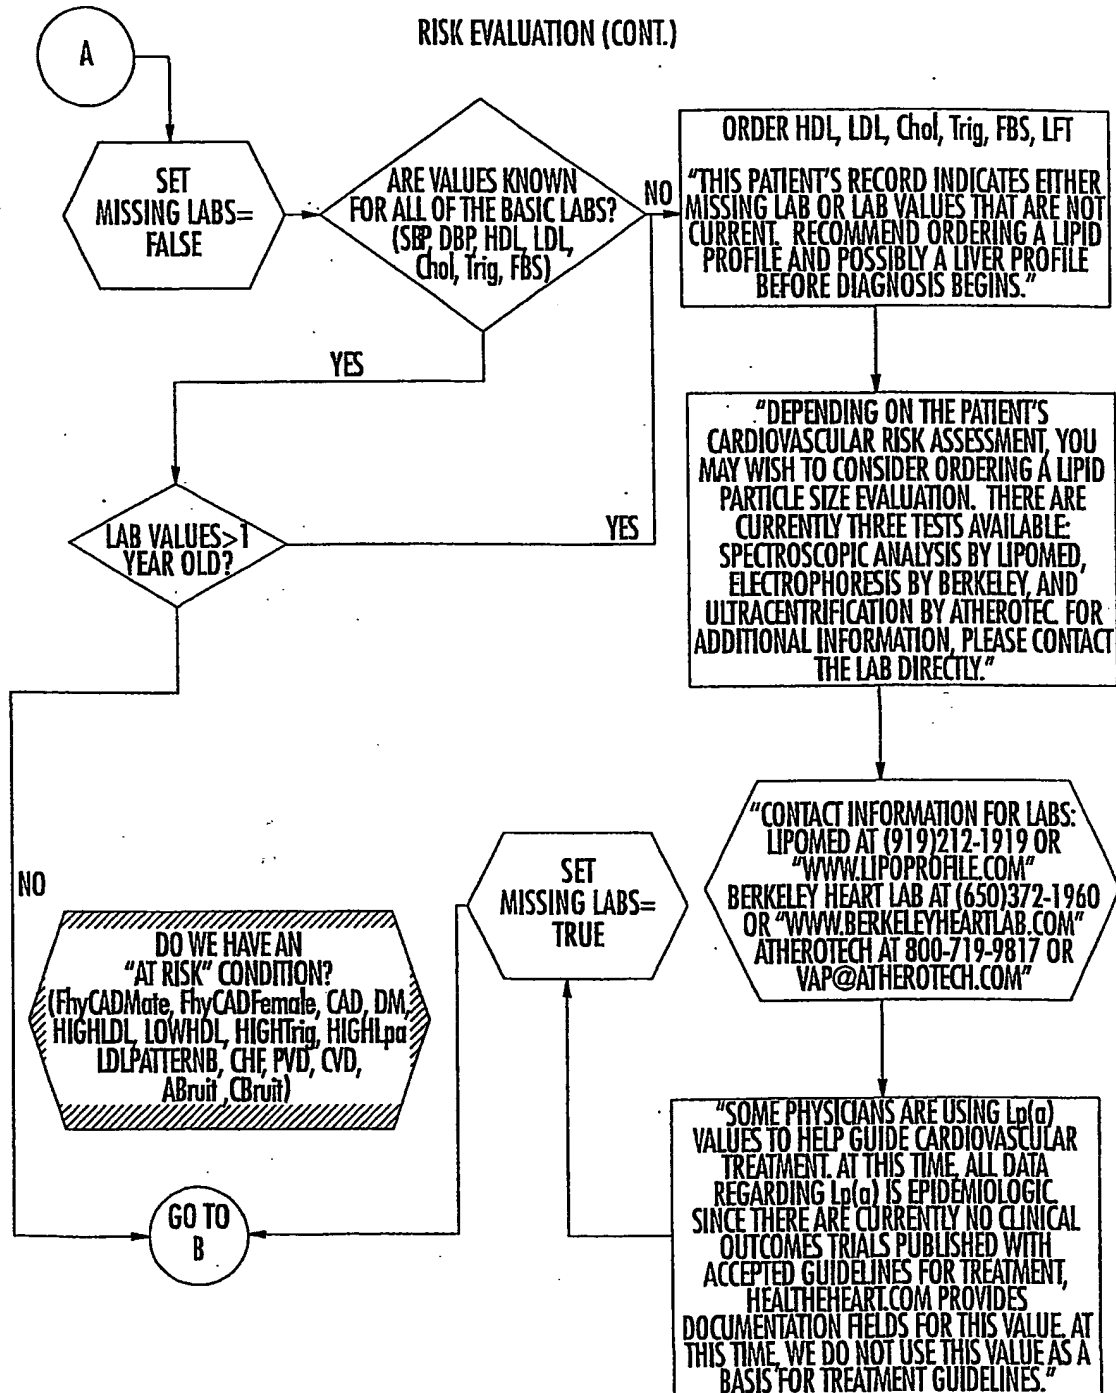 RISK EVALUATION (CONT.)
A
SET
MISSING LABS=
FALSE
ARE VALUES KNOWN
FOR ALL OF THE BASIC LABS?
(SBP, DBP, HDL, LDL,
Chol, Trig, FBS)
NO
ORDER HDL, LDL, Chol, Trig, FBS, LFT
"THIS PATIENT'S RECORD INDICATES EITHER
MISSING LAB OR LAB VALUES THAT ARE NOT
CURRENT. RECOMMEND ORDERING A LIPID
PROFILE AND POSSIBLY A LIVER PROFILE
BEFORE DIAGNOSIS BEGINS."
YES
LAB VALUES>1
YEAR OLD?
YES
"DEPENDING ON THE PATIENT'S
CARDIOVASCULAR RISK ASSESSMENT, YOU
MAY WISH TO CONSIDER ORDERING A LIPID
PARTICLE SIZE EVALUATION. THERE ARE
CURRENTLY THREE TESTS AVAILABLE:
SPECTROSCOPIC ANALYSIS BY LIPOMED,
ELECTROPHORESIS BY BERKELEY, AND
ULTRACENTRIFICATION BY ATHEROTEC. FOR
ADDITIONAL INFORMATION, PLEASE CONTACT
THE LAB DIRECTLY."
"CONTACT INFORMATION FOR LABS:
LIPOMED AT (919)212-1919 OR
"WWW.LIPOPROFILE.COM"
BERKELEY HEART LAB AT (650)372-1960
OR "WWW.BERKELEYHEARTLAB.COM"
ATHEROTECH AT 800-719-9817 OR
VAP@ATHEROTECH.COM"
SET
MISSING LABS=
TRUE
NO
DO WE HAVE AN
"AT RISK" CONDITION?
(FhyCADMate, FhyCADFemale, CAD, DM,
HIGHLDL, LOWHDL, HIGHTrig, HIGHLpa
LDLPATTERNB, CHF, PVD, CVD,
ABruit ,CBruit)
GO TO
B
"SOME PHYSICIANS ARE USING Lp(a)
VALUES TO HELP GUIDE CARDIOVASCULAR
TREATMENT. AT THIS TIME, ALL DATA
REGARDING Lp(a) IS EPIDEMIOLOGIC.
SINCE THERE ARE CURRENTLY NO CLINICAL
OUTCOMES TRIALS PUBLISHED WITH
ACCEPTED GUIDELINES FOR TREATMENT,
HEALTHEHEART.COM PROVIDES
DOCUMENTATION FIELDS FOR THIS VALUE. AT
THIS TIME, WE DO NOT USE THIS VALUE AS A
BASIS FOR TREATMENT GUIDELINES."